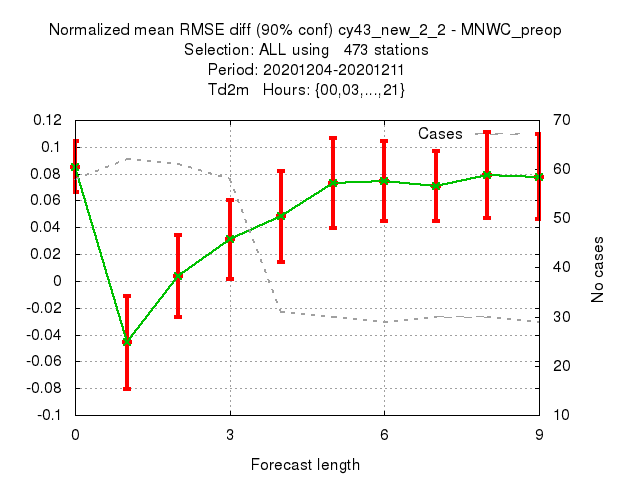 Normalized mean RMSE diff (90% conf) cy43_new_2_2 - MNWC_preop
Selection: ALL using 473 stations
Period: 20201204-20201211
Td2m Hours: {00,03,...,21}
0.12 70
Cases
0.1
0.08 60
0.06
0.04 50
0.02
0 40
-0.02
-0.04 30
-0.06 20
-0.08
-0.1 10
No cases
0 3 6 9
Forecast length